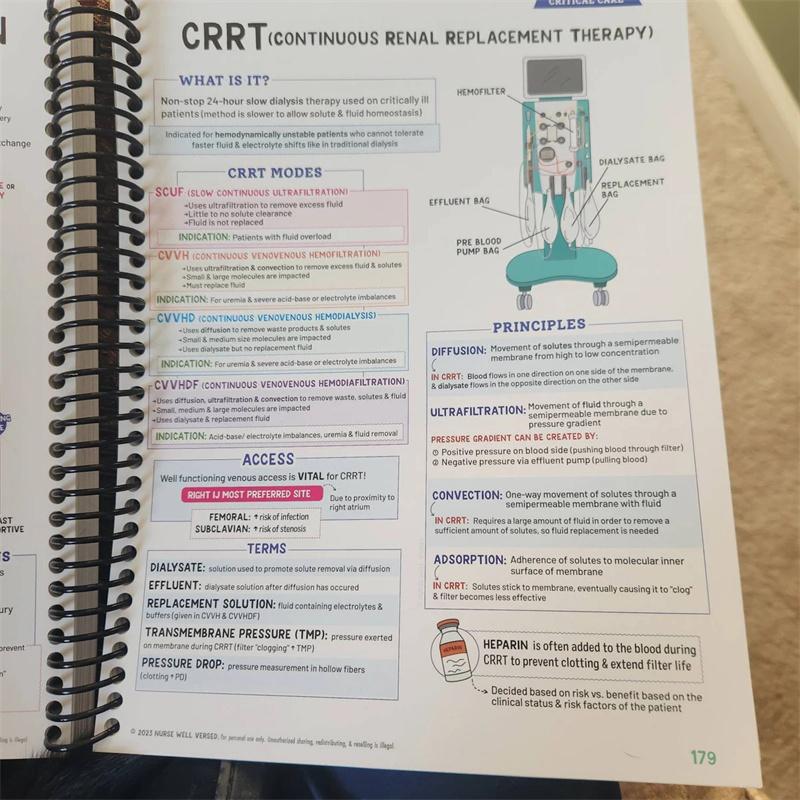 CRITICAL CARE
CRRT (CONTINUOUS RENAL REPLACEMENT THERAPY)
WHAT IS IT?
Non-stop 24-hour slow dialysis therapy used on critically ill
patients (method is slower to allow solute & fluid homeostasis)
Indicated for hemodynamically unstable patients who cannot tolerate
faster fluid & electrolyte shifts like in traditional dialysis
CRRT MODES
SCUF (SLOW CONTINUOUS ULTRAFILTRATION)
→Uses ultrafiltration to remove excess fluid
→Little to no solute clearance
→Fluid is not replaced
INDICATION: Patients with fluid overload
CVVH (CONTINUOUS VENOVENOUS HEMOFILTRATION)
→Uses ultrafiltration & convection to remove excess fluid & solutes
→Small & large molecules are impacted
→Must replace fluid
INDICATION: For uremia & severe acid-base or electrolyte imbalances
CVVHD (CONTINUOUS VENOVENOUS HEMODIALYSIS)
→Uses diffusion to remove waste products & solutes
→Small & medium size molecules are impacted
→Uses dialysate but no replacement fluid
INDICATION: For uremia & severe acid-base or electrolyte imbalances
CVVHDF (CONTINUOUS VENOVENOUS HEMODIAFILTRATION)
→Uses diffusion, ultrafiltration & convection to remove waste, solutes & fluid
→Small, medium & large molecules are impacted
→Uses dialysate & replacement fluid
INDICATION: Acid-base/ electrolyte imbalances, uremia & fluid removal
ACCESS
Well functioning venous access is VITAL for CRRT!
RIGHT IJ MOST PREFERRED SITE
Due to proximity to
right atrium
FEMORAL: ↑ risk of infection
SUBCLAVIAN: ↑ risk of stenosis
TERMS
DIALYSATE: solution used to promote solute removal via diffusion
EFFLUENT: dialysate solution after diffusion has occured
REPLACEMENT SOLUTION: fluid containing electrolytes &
buffers (given in CVVH & CVVHDF)
TRANSMEMBRANE PRESSURE (TMP): pressure exerted
on membrane during CRRT (filter "clogging" ↑ TMP)
PRESSURE DROP: pressure measurement in hollow fibers
(clotting ↑ PD)
HEMOFILTER
DIALYSATE BAG
REPLACEMENT
BAG
EFFLUENT BAG
PRE BLOOD
PUMP BAG
PRINCIPLES
DIFFUSION: Movement of solutes through a semipermeable
membrane from high to low concentration
IN CRRT: Blood flows in one direction on one side of the membrane,
& dialysate flows in the opposite direction on the other side
ULTRAFILTRATION: Movement of fluid through a
semipermeable membrane due to
pressure gradient
PRESSURE GRADIENT CAN BE CREATED BY:
① Positive pressure on blood side (pushing blood through filter)
② Negative pressure via effluent pump (pulling blood)
CONVECTION: One-way movement of solutes through a
semipermeable membrane with fluid
IN CRRT: Requires a large amount of fluid in order to remove a
sufficient amount of solutes, so fluid replacement is needed
ADSORPTION: Adherence of solutes to molecular inner
surface of membrane
IN CRRT: Solutes stick to membrane, eventually causing it to "clog"
& filter becomes less effective
HEPARIN
HEPARIN is often added to the blood during
CRRT to prevent clotting & extend filter life
Decided based on risk vs. benefit based on the
clinical status & risk factors of the patient
© 2023 NURSE WELL VERSED. For personal use only. Unauthorized sharing, redistributing, & reselling is illegal.
179